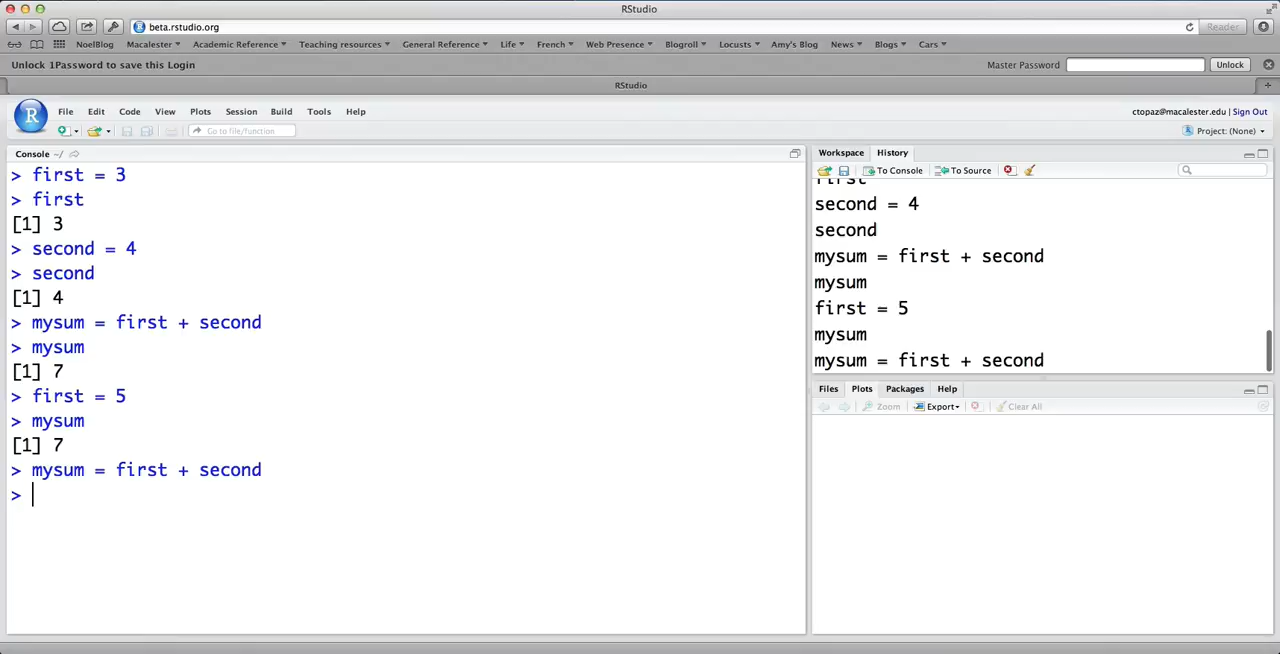 RStudio
beta.rstudio.org
Reader
NoelBlog Macalester Academic Reference Teaching resources General Reference Life French Web Presence Blogroll Locusts Amy's Blog News Blogs Cars
Unlock 1Password to save this Login
Master Password
Unlock
RStudio
R
File Edit Code View Plots Session Build Tools Help
ctopaz@macalester.edu | Sign Out
Go to file/function
Project: (None)
Console ~/
> first = 3
> first
[1] 3
> second = 4
> second
[1] 4
> mysum = first + second
> mysum
[1] 7
> first = 5
> mysum
[1] 7
> mysum = first + second
>
Workspace History
To Console To Source
first
second = 4
second
mysum = first + second
mysum
first = 5
mysum
mysum = first + second
Files Plots Packages Help
Zoom Export Clear All